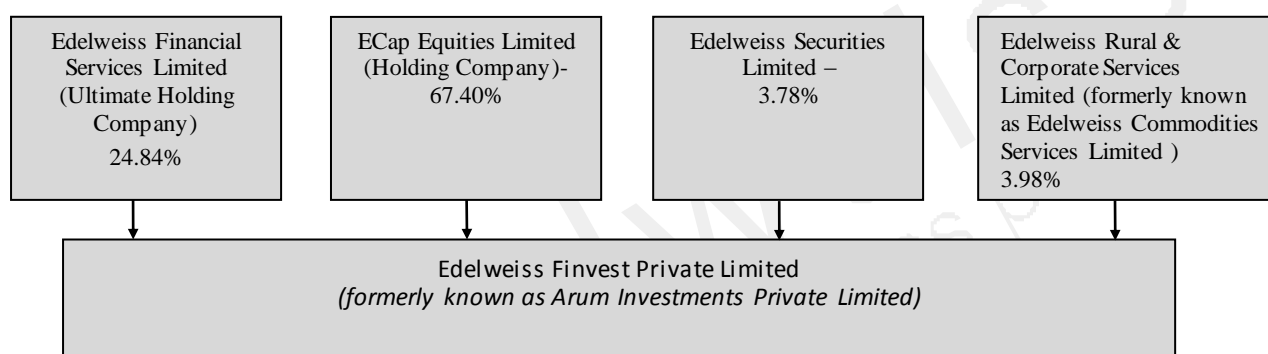 Edelweiss Financial
Services Limited
(Ultimate Holding
Company)
24.84%
ECap Equities Limited
(Holding Company)-
67.40%
Edelweiss Securities
Limited –
3.78%
Edelweiss Rural &
Corporate Services
Limited (formerly known
as Edelweiss Commodities
Services Limited )
3.98%
Edelweiss Finvest Private Limited
(formerly known as Arum Investments Private Limited)